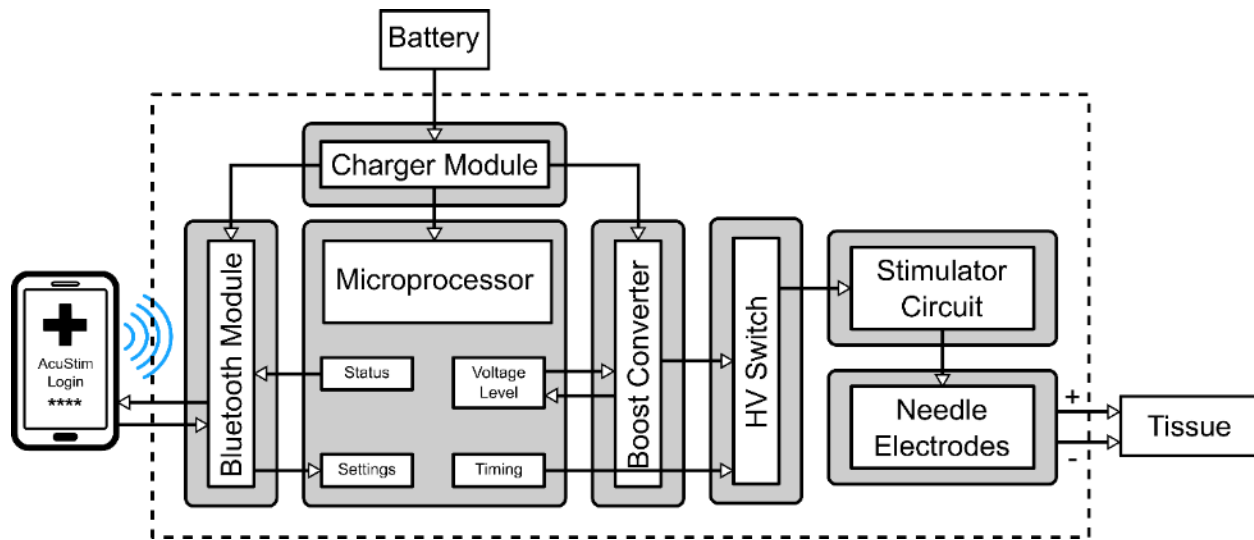 Battery
Charger Module
Bluetooth Module
Microprocessor
Status
Settings
Voltage
Level
Timing
Boost Converter
HV Switch
Stimulator
Circuit
Needle
Electrodes
+
-
Tissue
AcuStim
Login
****